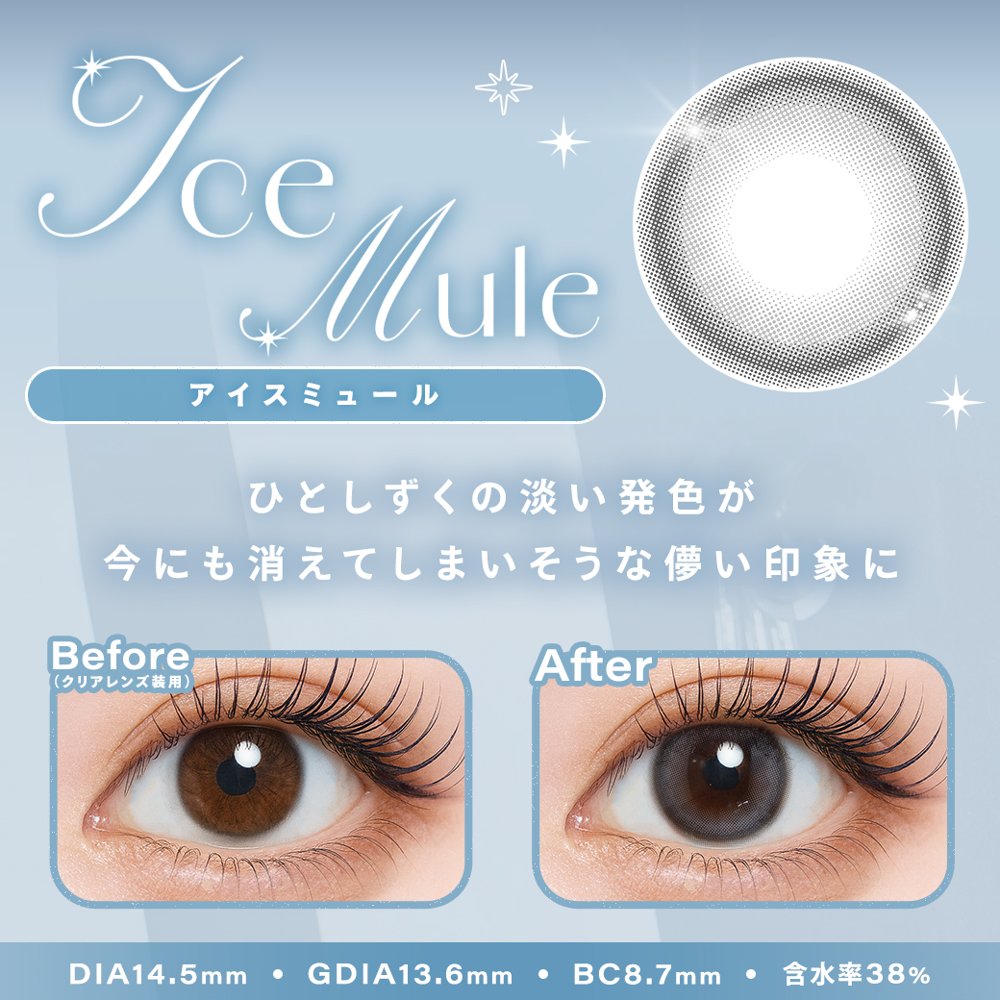 Ice
Mule
アイスミュール
ひとしずくの淡い発色が
今にも消えてしまいそうな儚い印象に
Before
(クリアレンズ装用)
After
DIA14.5mm • GDIA13.6mm • BC8.7mm • 含水率38%